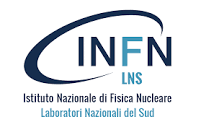 INFN
LNS
Istituto Nazionale di Fisica Nucleare
Laboratori Nazionali del Sud